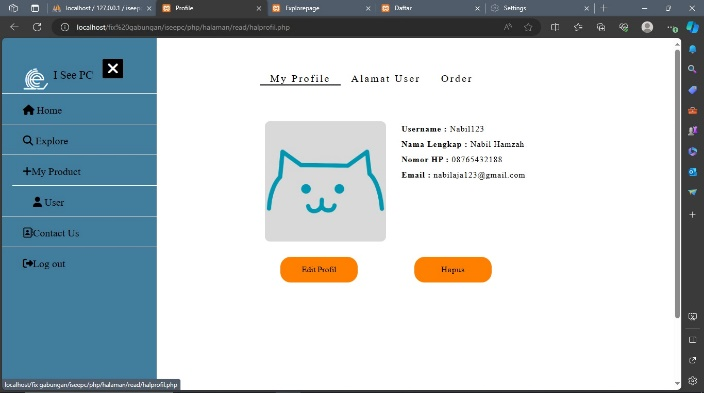 localhost / 127.0.0.1 / iseepc
Profile
Explorepage
Daftar
Settings
localhost/fix%20gabungan/iseepc/php/halaman/read/halprofil.php
I See PC
Home
Explore
My Product
User
Contact Us
Log out
My Profile
Alamat User
Order
Username : Nabil123
Nama Lengkap : Nabil Hamzah
Nomor HP : 08765432188
Email : nabilaja123@gmail.com
Edit Profil
Hapus
localhost/fix gabungan/iseepc/php/halaman/read/halprofil.php